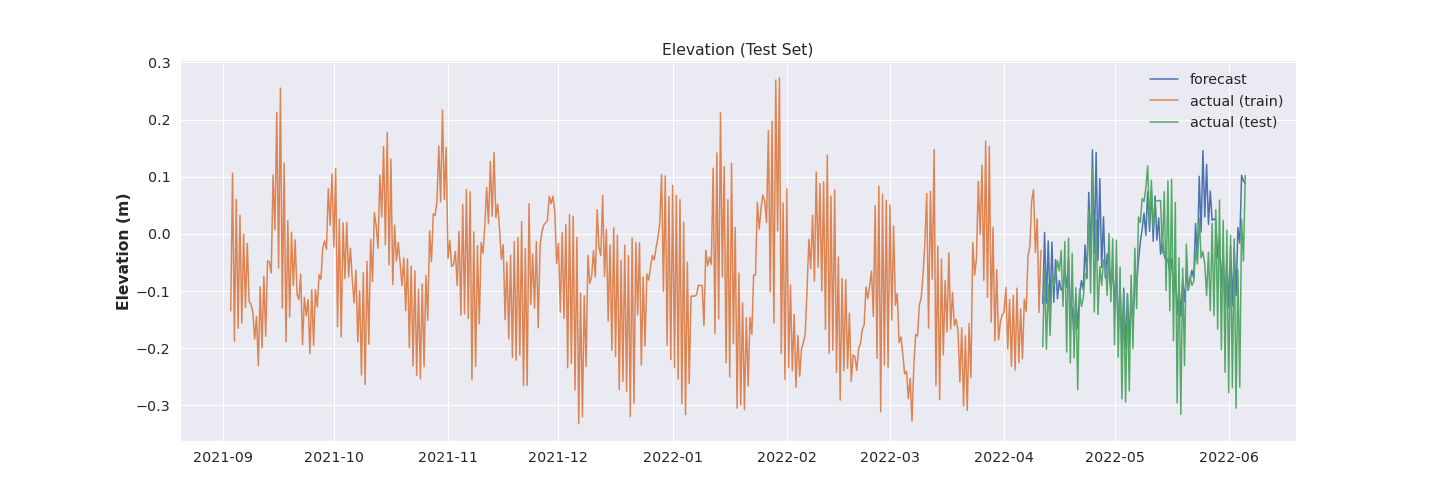 Elevation (Test Set)
0.3
0.2
0.1
0.0
−0.1
−0.2
−0.3
Elevation (m)
forecast
actual (train)
actual (test)
2021-09 2021-10 2021-11 2021-12 2022-01 2022-02 2022-03 2022-04 2022-05 2022-06